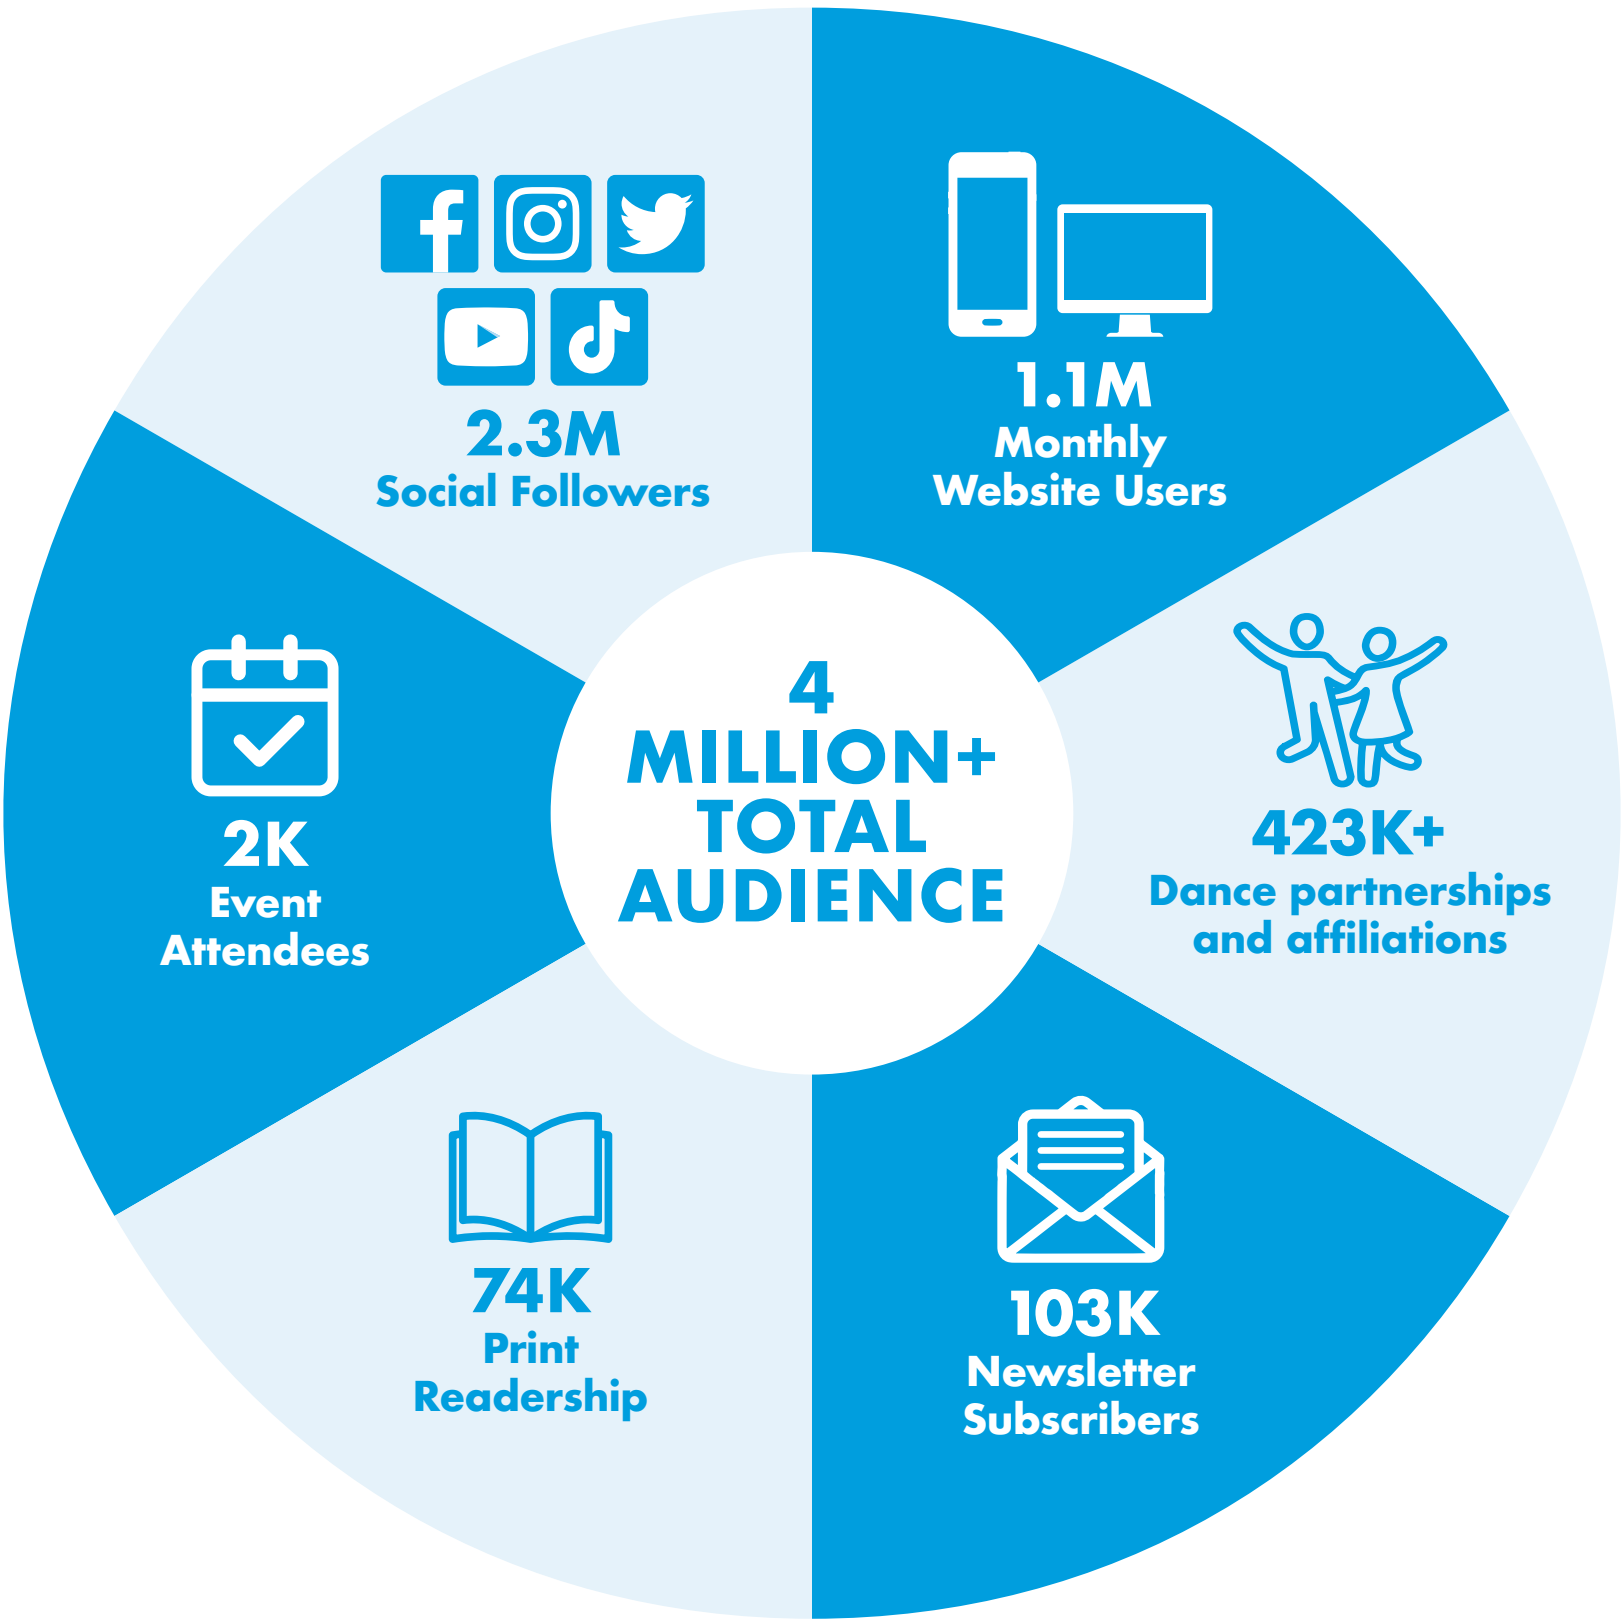 2.3M
Social Followers
1.1M
Monthly
Website Users
4
MILLION+
TOTAL
AUDIENCE
2K
Event
Attendees
423K+
Dance partnerships
and affiliations
74K
Print
Readership
103K
Newsletter
Subscribers